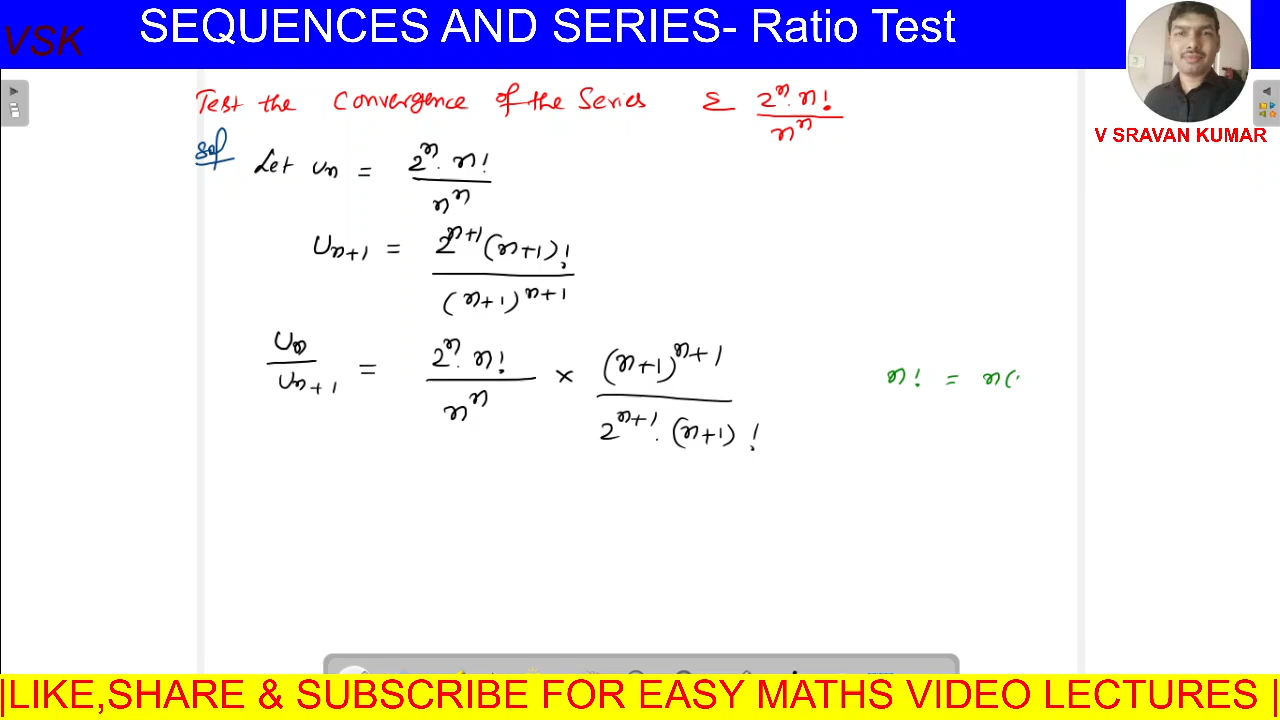 VSK
SEQUENCES AND SERIES- Ratio Test
V SRAVAN KUMAR
Test the Convergence of the Series Σ 2^n · n! / n^n
Sol Let un = 2^n · n! / n^n
Un+1 = 2^n+1 (n+1)! / (n+1)^n+1
Un / Un+1 = 2^n · n! / n^n × (n+1)^n+1 / 2^n+1 · (n+1)!
n! = n(
|LIKE,SHARE & SUBSCRIBE FOR EASY MATHS VIDEO LECTURES |